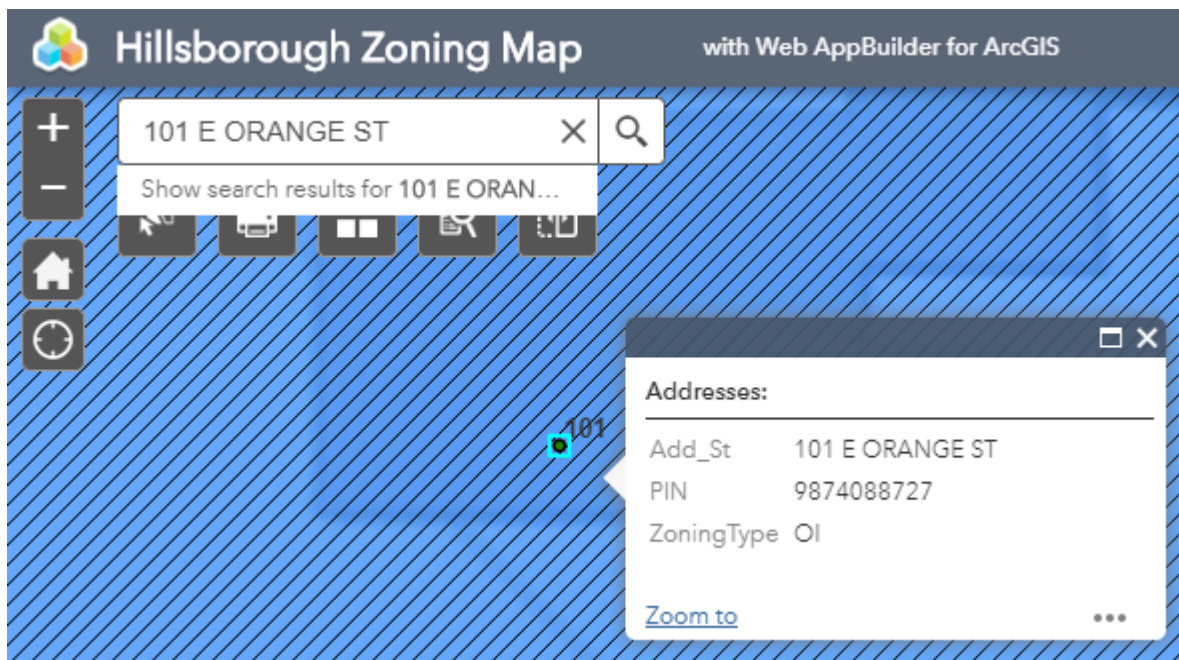 Hillsborough Zoning Map with Web AppBuilder for ArcGIS
101 E ORANGE ST
Show search results for 101 E ORAN...
101
Addresses:
Add_St 101 E ORANGE ST
PIN 9874088727
ZoningType OI
Zoom to